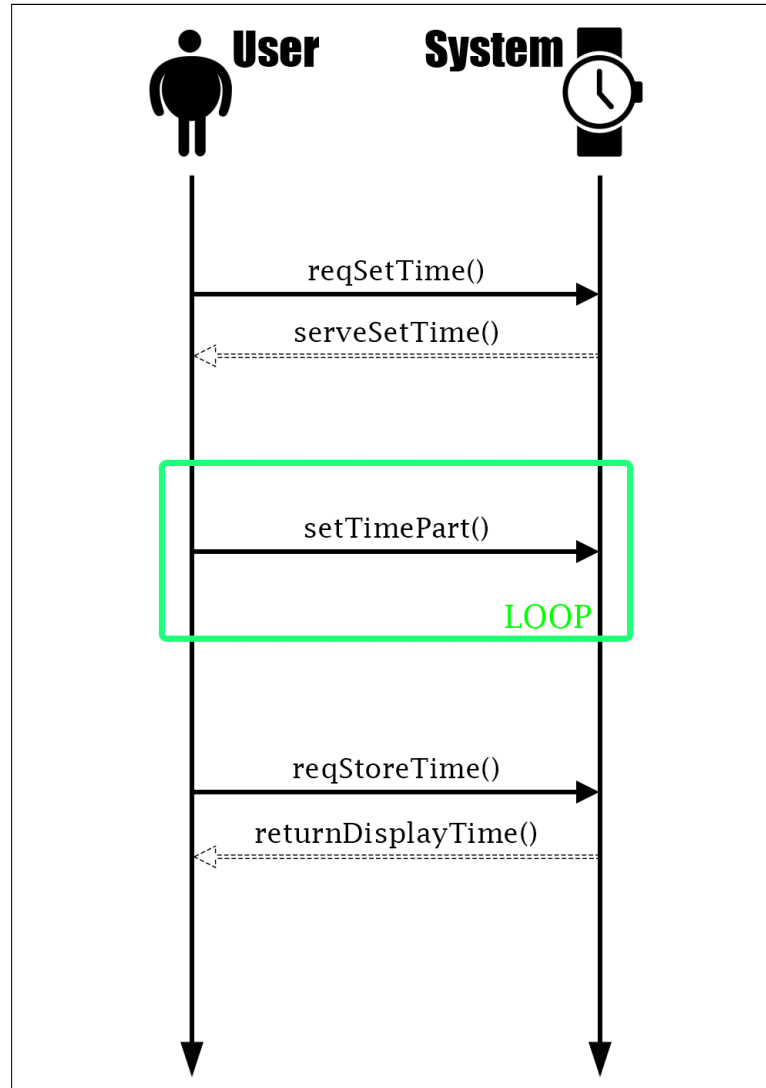 User
System
reqSetTime()
serveSetTime()
setTimePart()
LOOP
reqStoreTime()
returnDisplayTime()